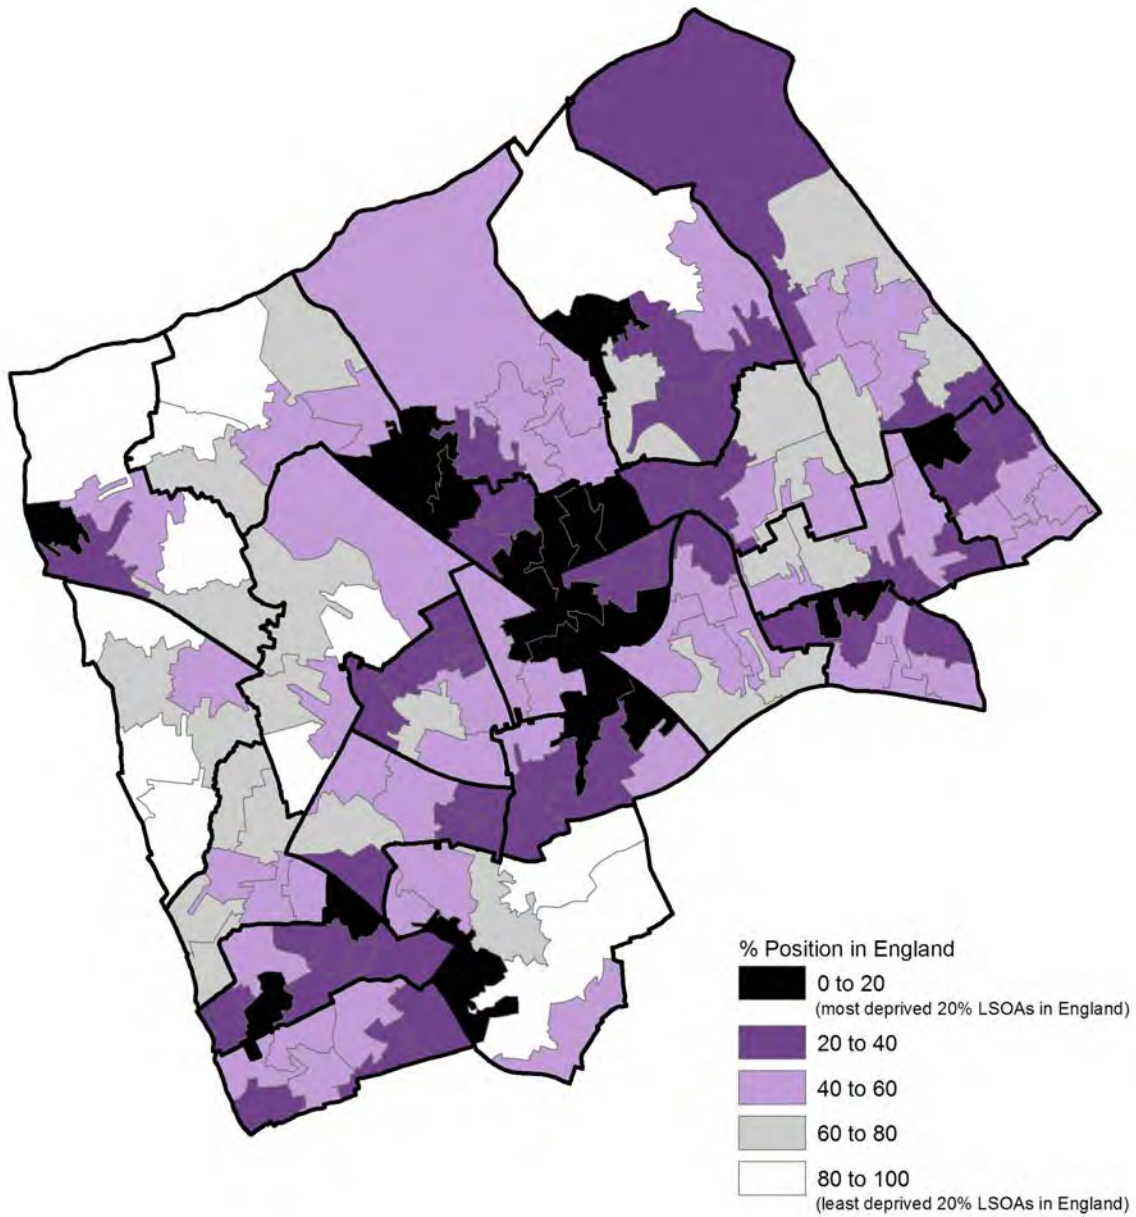 % Position in England
0 to 20
(most deprived 20% LSOAs in England)
20 to 40
40 to 60
60 to 80
80 to 100
(least deprived 20% LSOAs in England)